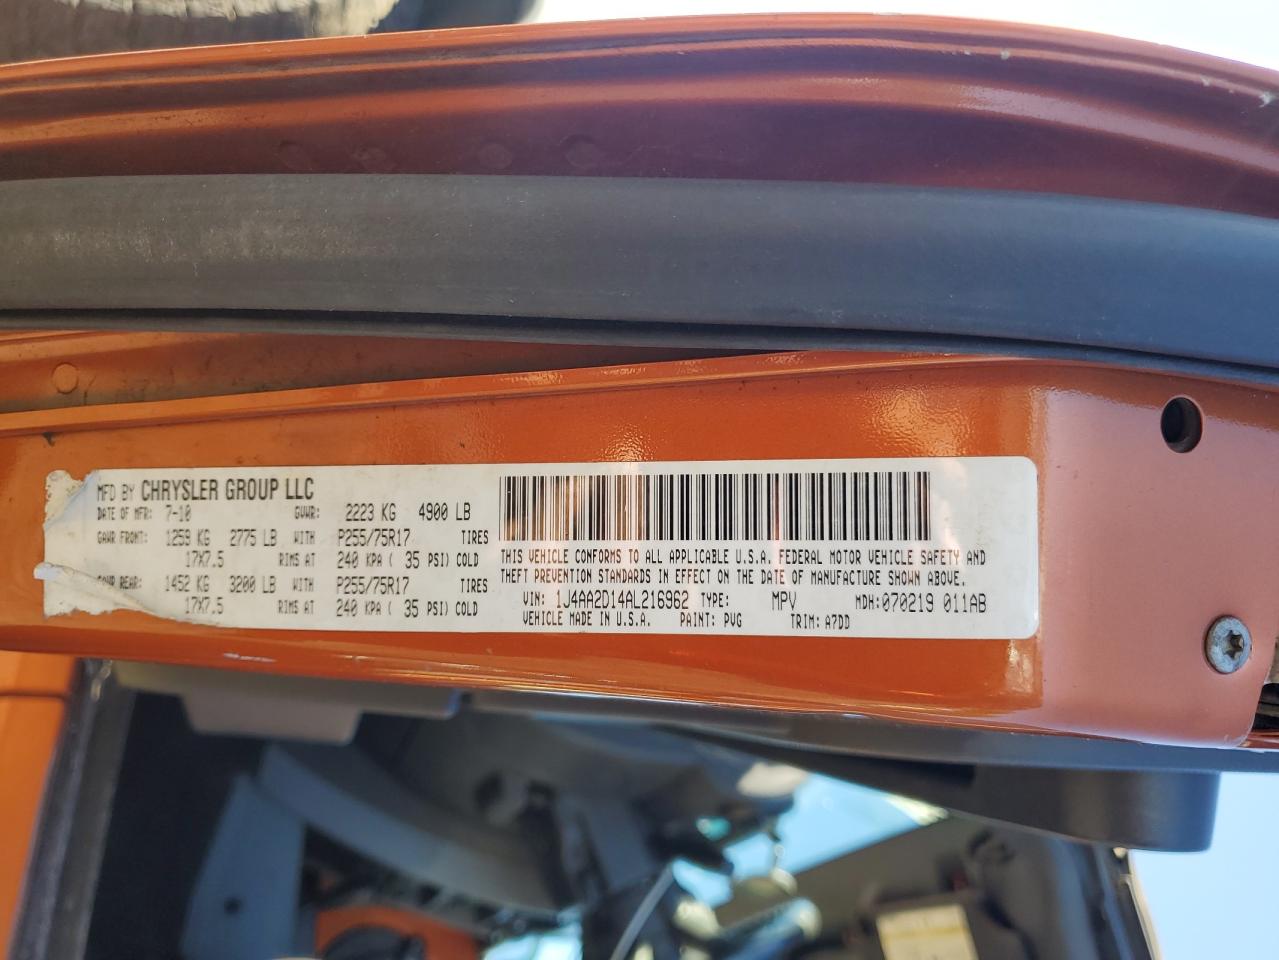 MFD BY CHRYSLER GROUP LLC
DATE OF MFR: 7-10 GVWR: 2223 KG 4900 LB
GAWR FRONT: 1259 KG 2775 LB WITH P255/75R17 TIRES
17X7.5 RIMS AT 240 KPA ( 35 PSI) COLD
GAWR REAR: 1452 KG 3200 LB WITH P255/75R17 TIRES
17X7.5 RIMS AT 240 KPA ( 35 PSI) COLD
THIS VEHICLE CONFORMS TO ALL APPLICABLE U.S.A. FEDERAL MOTOR VEHICLE SAFETY AND
THEFT PREVENTION STANDARDS IN EFFECT ON THE DATE OF MANUFACTURE SHOWN ABOVE.
VIN: 1J4AA2D14AL216962 TYPE: MPV MDH:070219 011AB
VEHICLE MADE IN U.S.A. PAINT: PVG TRIM: A7DD